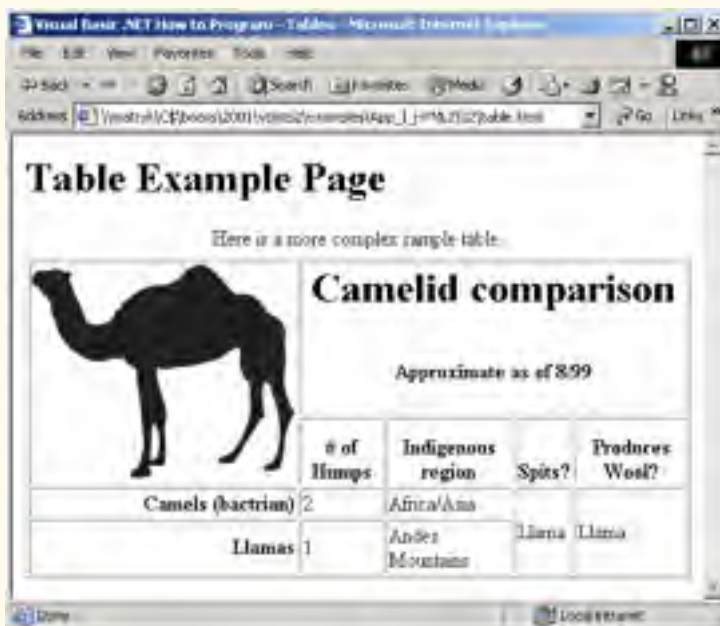 Visual Basic .NET How to Program - Tables - Microsoft Internet Explorer
File Edit View Favorites Tools Help
Back Search Favorites Media
Address table.html Go Links
Table Example Page
Here is a more complex sample table.
Camelid comparison
Approximate as of 8/99
# of Humps
Indigenous region
Spits?
Produces Wool?
Camels (bactrian) 2 Africa/Asia Llama Llama
Llamas 1 Andes Mountains
Done Local intranet